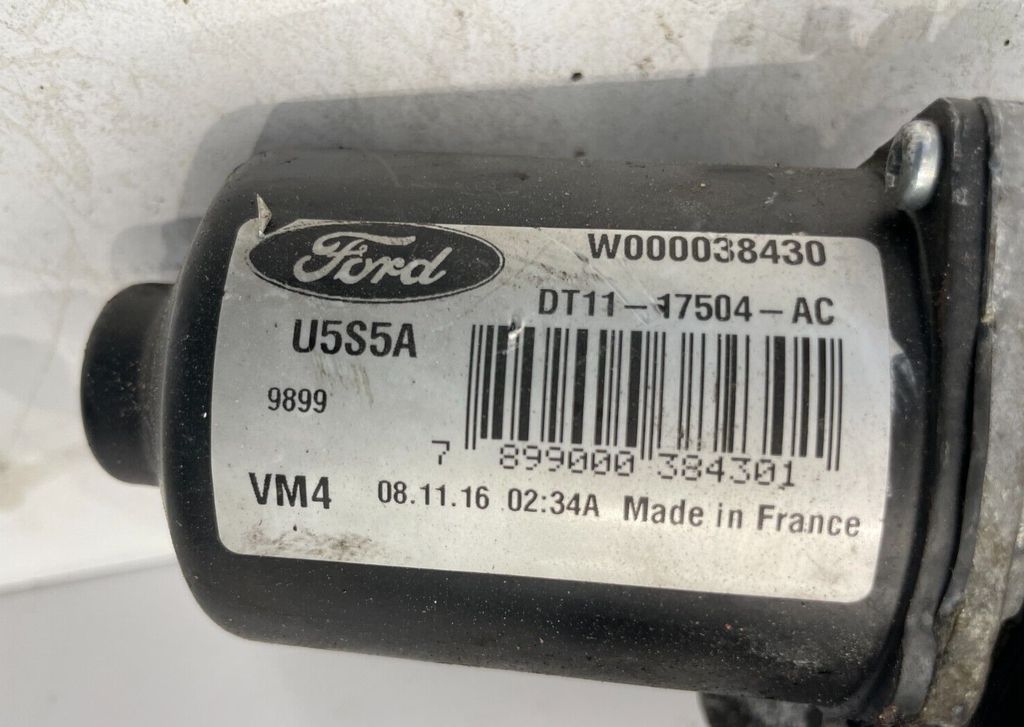 Ford
W000038430
DT11-17504-AC
U5S5A
9899
7 899000 384301
VM4 08.11.16 02:34A Made in France